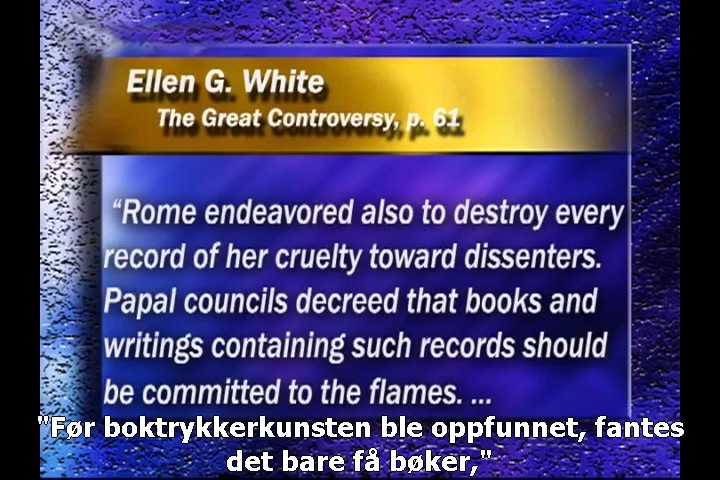 Ellen G. White
The Great Controversy, p. 61
“Rome endeavored also to destroy every
record of her cruelty toward dissenters.
Papal councils decreed that books and
writings containing such records should
be committed to the flames. ...
"Før boktrykkerkunsten ble oppfunnet, fantes
det bare få bøker,"